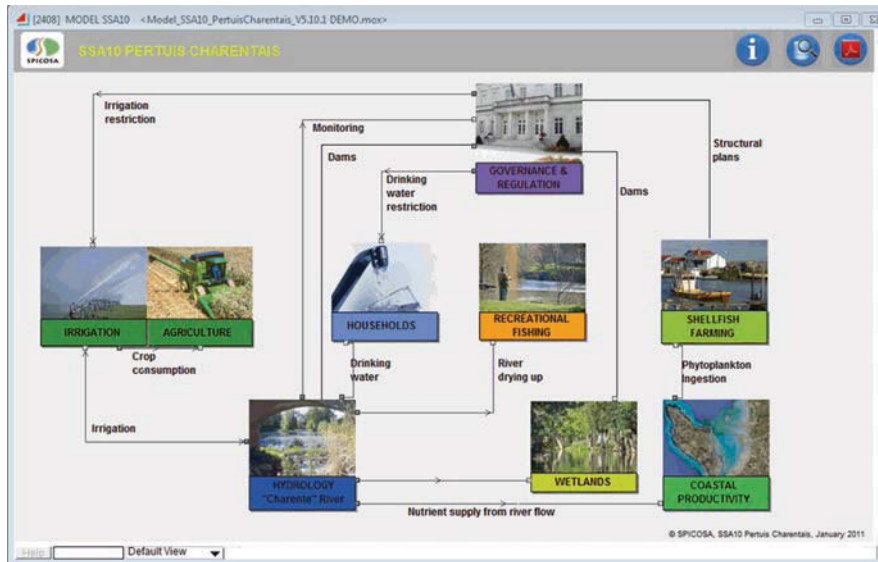 [2408] MODEL SSA10 <Model_SSA10_PertuisCharentais_V5.10.1 DEMO.mox>
SPICOSA
SSA10 PERTUIS CHARENTAIS
i
Irrigation
restriction
Monitoring
Dams
Drinking
water
restriction
GOVERNANCE &
REGULATION
Structural
plans
Dams
IRRIGATION
AGRICULTURE
HOUSEHOLDS
RECREATIONAL
FISHING
SHELLFISH
FARMING
Crop
consumption
Drinking
water
River
drying up
Phytoplankton
Ingestion
Irrigation
HYDROLOGY
"Charente" River
WETLANDS
COASTAL
PRODUCTIVITY
Nutrient supply from river flow
© SPICOSA, SSA10 Pertuis Charentais, January 2011
Help
Default View